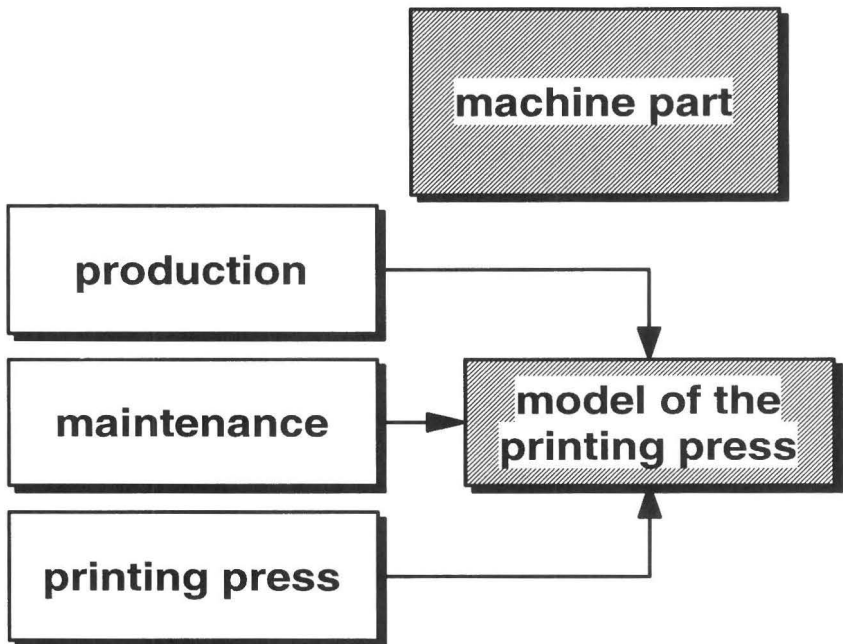 machine part
production
maintenance
model of the
printing press
printing press